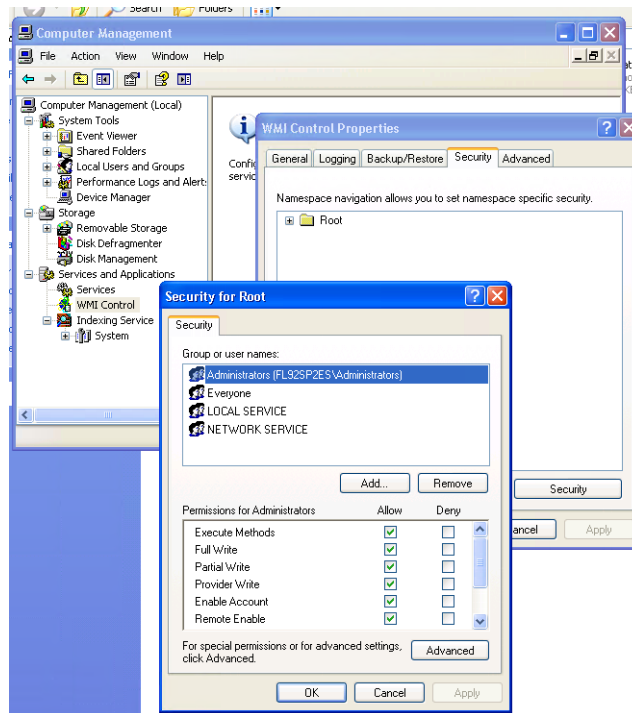 Search
Folders
Computer Management
File Action View Window Help
Computer Management (Local)
System Tools
Event Viewer
Shared Folders
Local Users and Groups
Performance Logs and Alert:
Device Manager
Storage
Removable Storage
Disk Defragmenter
Disk Management
Services and Applications
Services
WMI Control
Indexing Service
System
Config
servic
WMI Control Properties
General Logging Backup/Restore Security Advanced
Namespace navigation allows you to set namespace specific security.
Root
Security
ancel Apply
Security for Root
Security
Group or user names:
Administrators (FL92SP2ES\Administrators)
Everyone
LOCAL SERVICE
NETWORK SERVICE
Add... Remove
Permissions for Administrators Allow Deny
Execute Methods
Full Write
Partial Write
Provider Write
Enable Account
Remote Enable
For special permissions or for advanced settings,
click Advanced.
Advanced
OK Cancel Apply